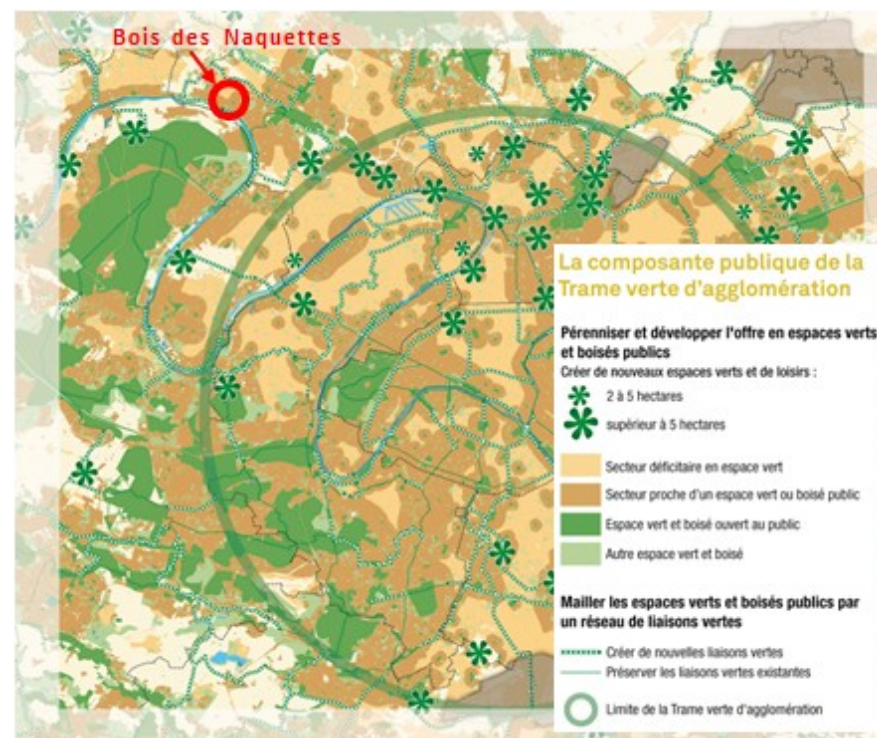 Bois des Naquettes
La composante publique de la
Trame verte d'agglomération
Pérenniser et développer l'offre en espaces verts
et boisés publics
Créer de nouveaux espaces verts et de loisirs :
2 à 5 hectares
supérieur à 5 hectares
Secteur déficitaire en espace vert
Secteur proche d'un espace vert ou boisé public
Espace vert et boisé ouvert au public
Autre espace vert et boisé
Mailler les espaces verts et boisés publics par
un réseau de liaisons vertes
Créer de nouvelles liaisons vertes
Préserver les liaisons vertes existantes
Limite de la Trame verte d'agglomération